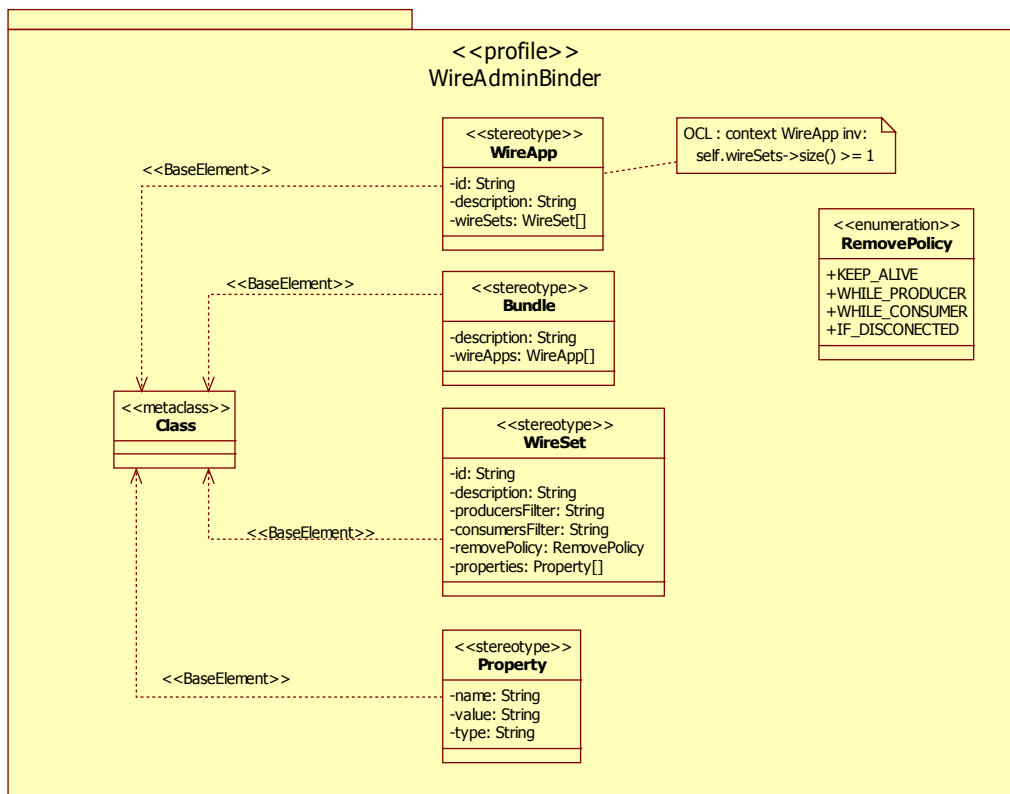 <<profile>>
WireAdminBinder
<<stereotype>>
WireApp
-id: String
-description: String
-wireSets: WireSet[]
OCL : context WireApp inv:
self.wireSets->size() >= 1
<<BaseElement>>
<<enumeration>>
RemovePolicy
+KEEP_ALIVE
+WHILE_PRODUCER
+WHILE_CONSUMER
+IF_DISCONECTED
<<BaseElement>>
<<stereotype>>
Bundle
-description: String
-wireApps: WireApp[]
<<metaclass>>
Class
<<stereotype>>
WireSet
-id: String
-description: String
-producersFilter: String
-consumersFilter: String
-removePolicy: RemovePolicy
-properties: Property[]
<<BaseElement>>
<<stereotype>>
Property
-name: String
-value: String
-type: String
<<BaseElement>>